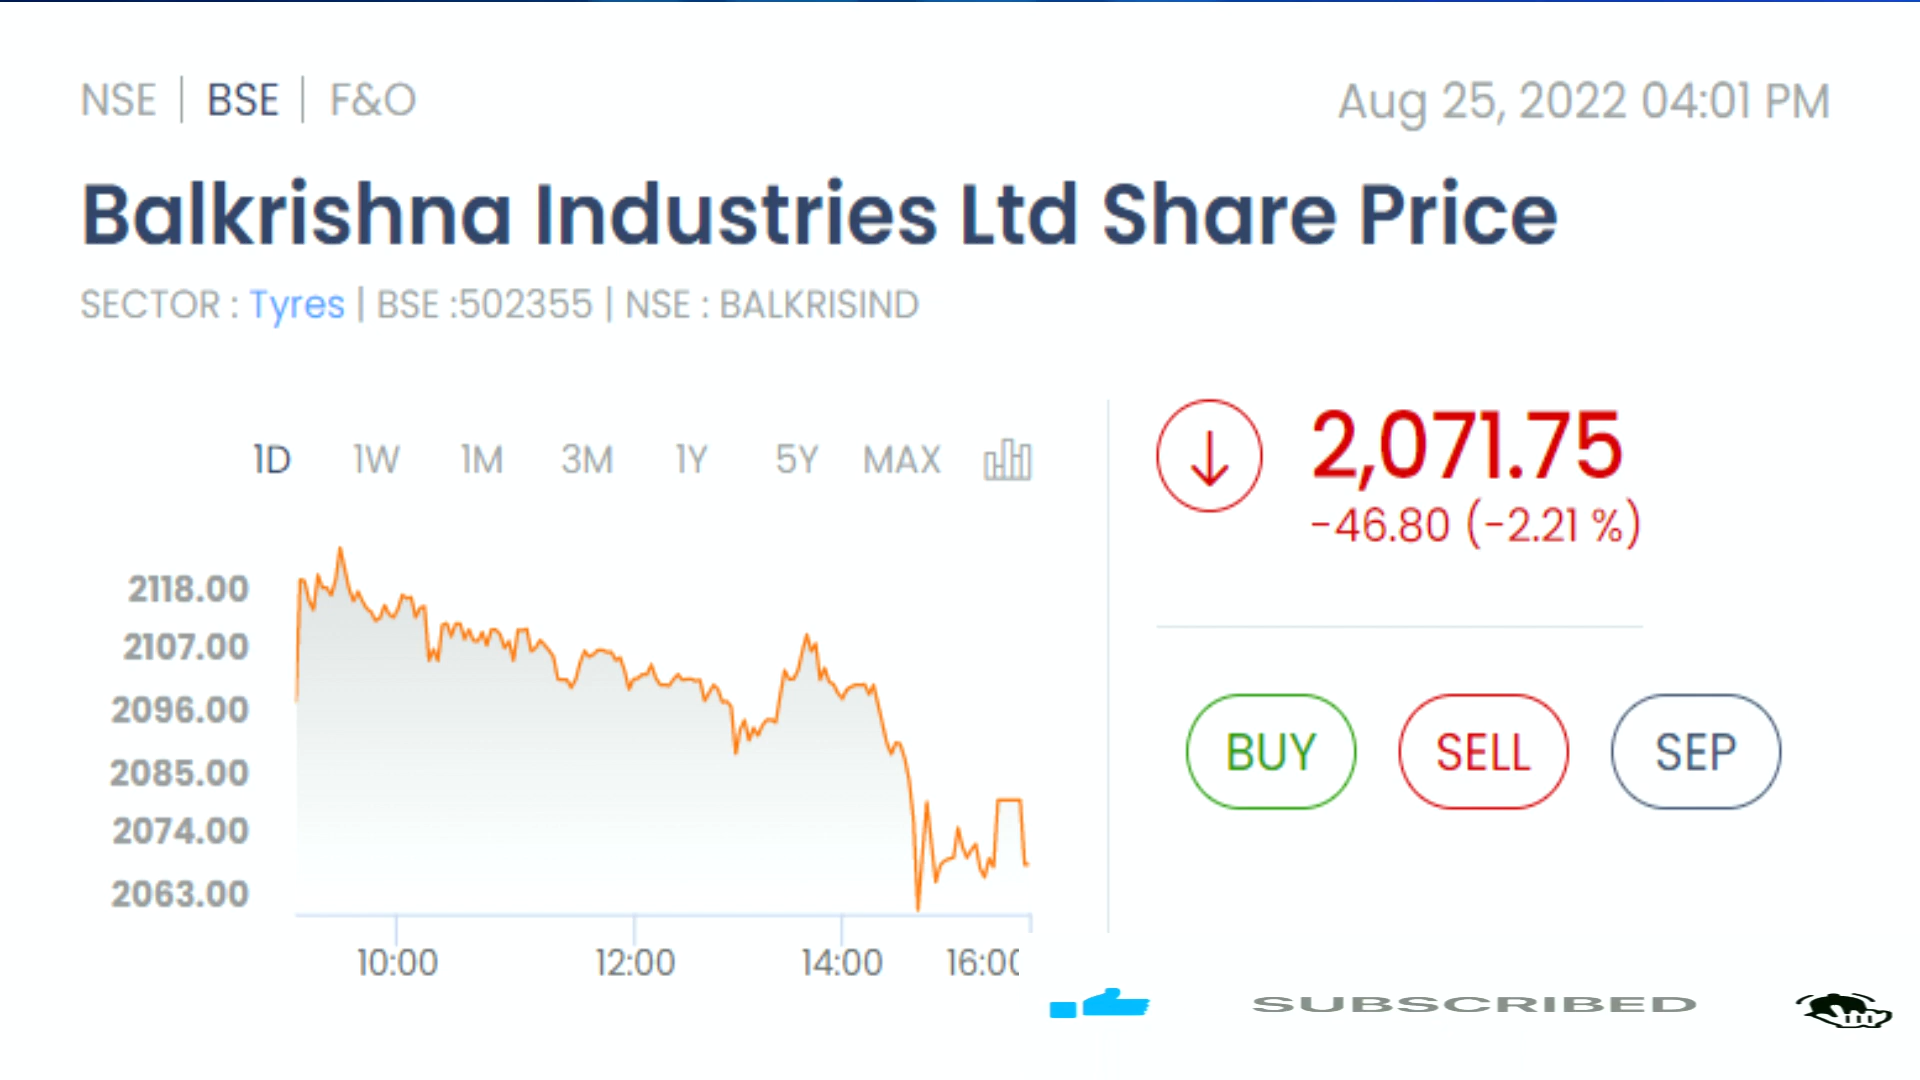 NSE | BSE | F&O
Aug 25, 2022 04:01 PM
Balkrishna Industries Ltd Share Price
SECTOR : Tyres | BSE :502355 | NSE : BALKRISIND
1D 1W 1M 3M 1Y 5Y MAX
2,071.75
-46.80 (-2.21 %)
2118.00
2107.00
2096.00
2085.00
2074.00
2063.00
BUY SELL SEP
10:00 12:00 14:00 16:00
SUBSCRIBED